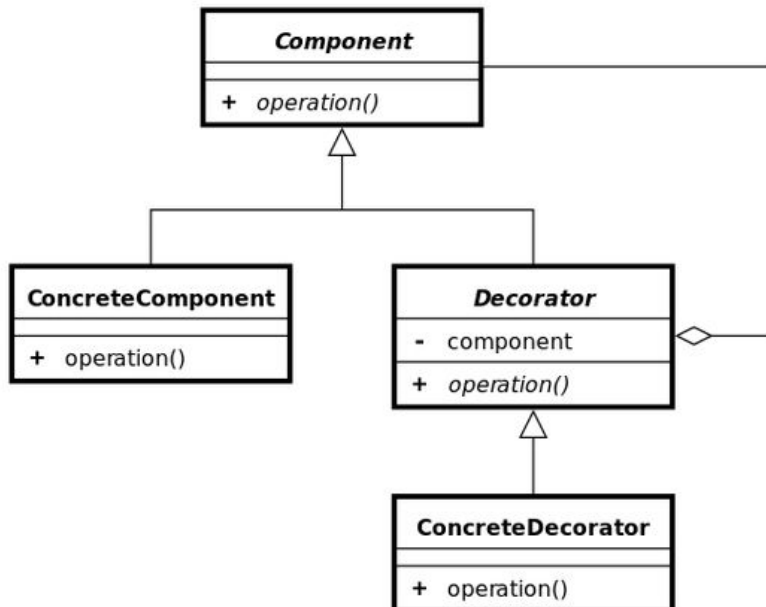 Component
+ operation()
ConcreteComponent
+ operation()
Decorator
- component
+ operation()
ConcreteDecorator
+ operation()